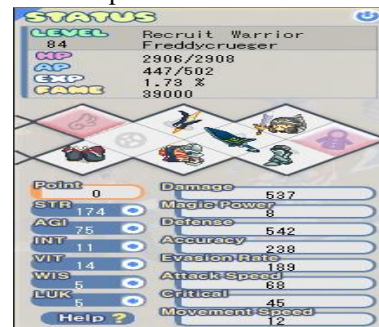 STATUS
LEVEL Recruit Warrior
84 Freddycrueger
HP 2906/2908
AP 447/502
EXP 1.73 %
FAME 39000
Point 0
Damage 537
STR 174
Magic Power 8
AGI 75
Defense 542
INT 11
Accuracy 238
VIT 14
Evasion Rate 189
WIS 5
Attack Speed 68
LUK 5
Critical 45
Help ?
Movement Speed 12